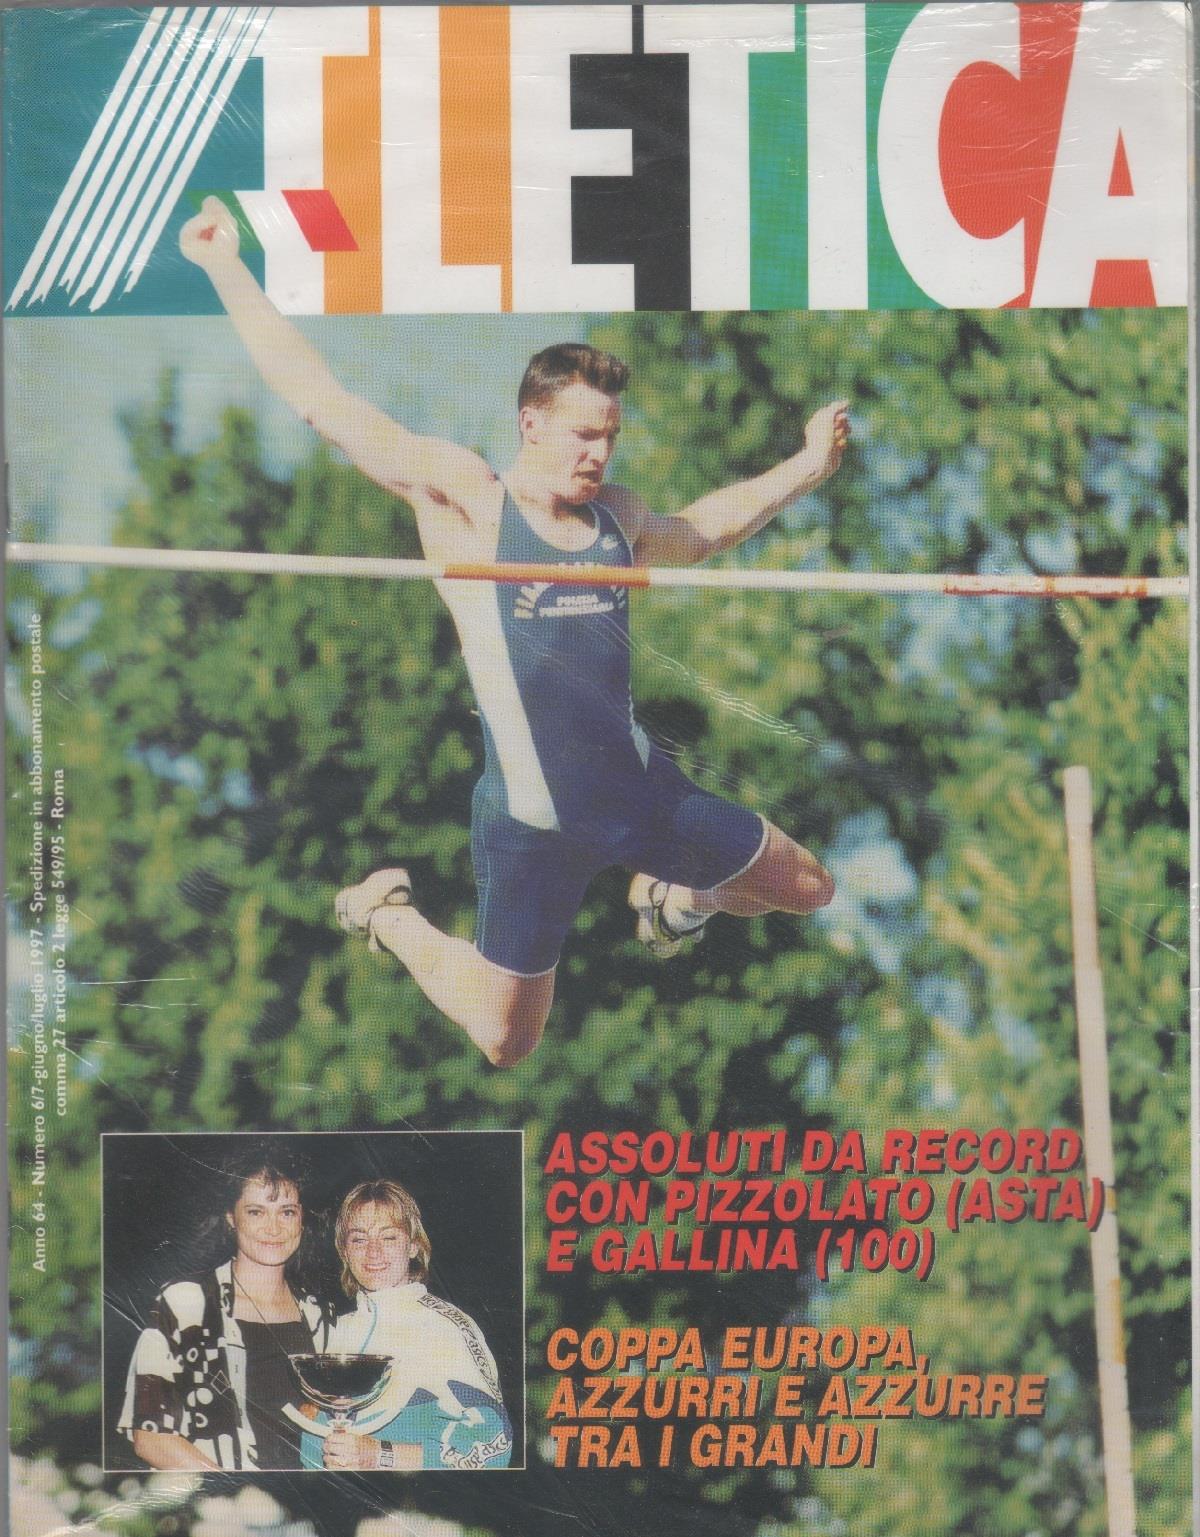 ATLETICA
Anno 64 - Numero 6/7-giugno/luglio 1997 - Spedizione in abbonamento postale
comma 27 articolo 2 legge 549/95 - Roma
ASSOLUTI DA RECORD
CON PIZZOLATO (ASTA)
E GALLINA (100)
COPPA EUROPA,
AZZURRI E AZZURRE
TRA I GRANDI
asics